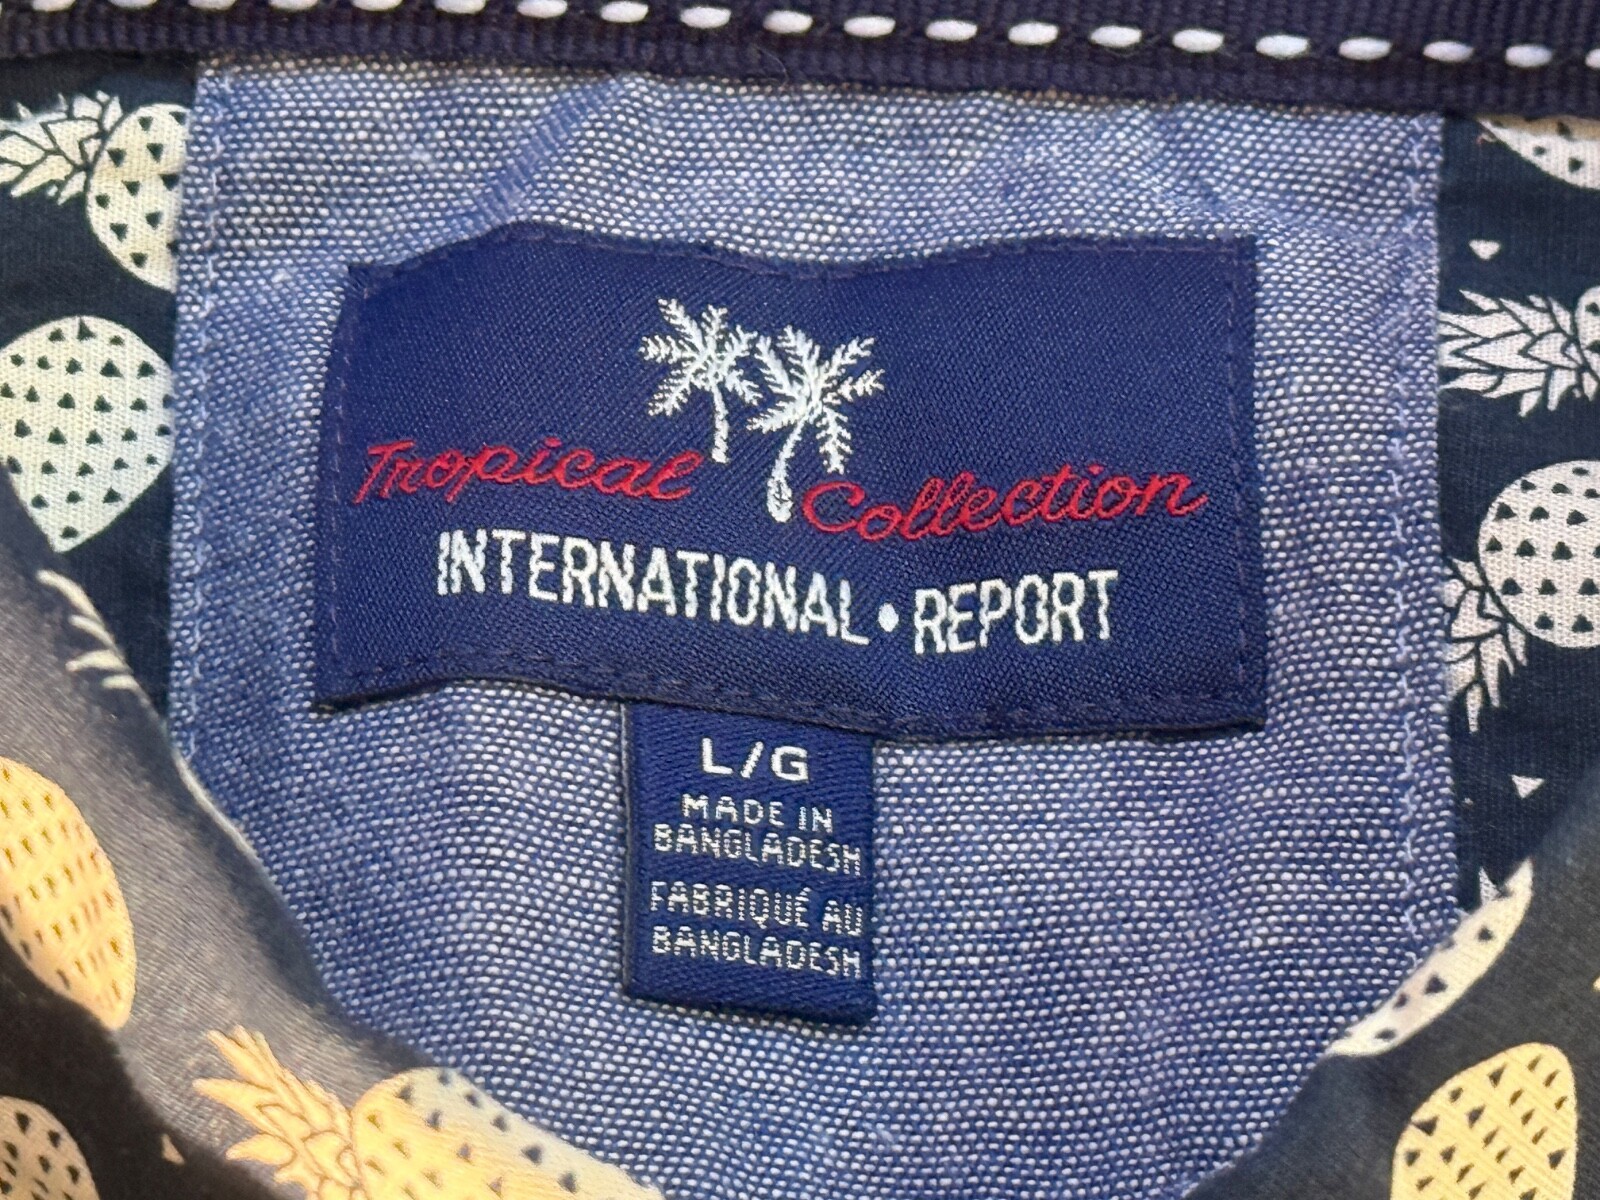 Tropical Collection
INTERNATIONAL • REPORT
L/G
MADE IN
BANGLADESH
FABRIQUÉ AU
BANGLADESH